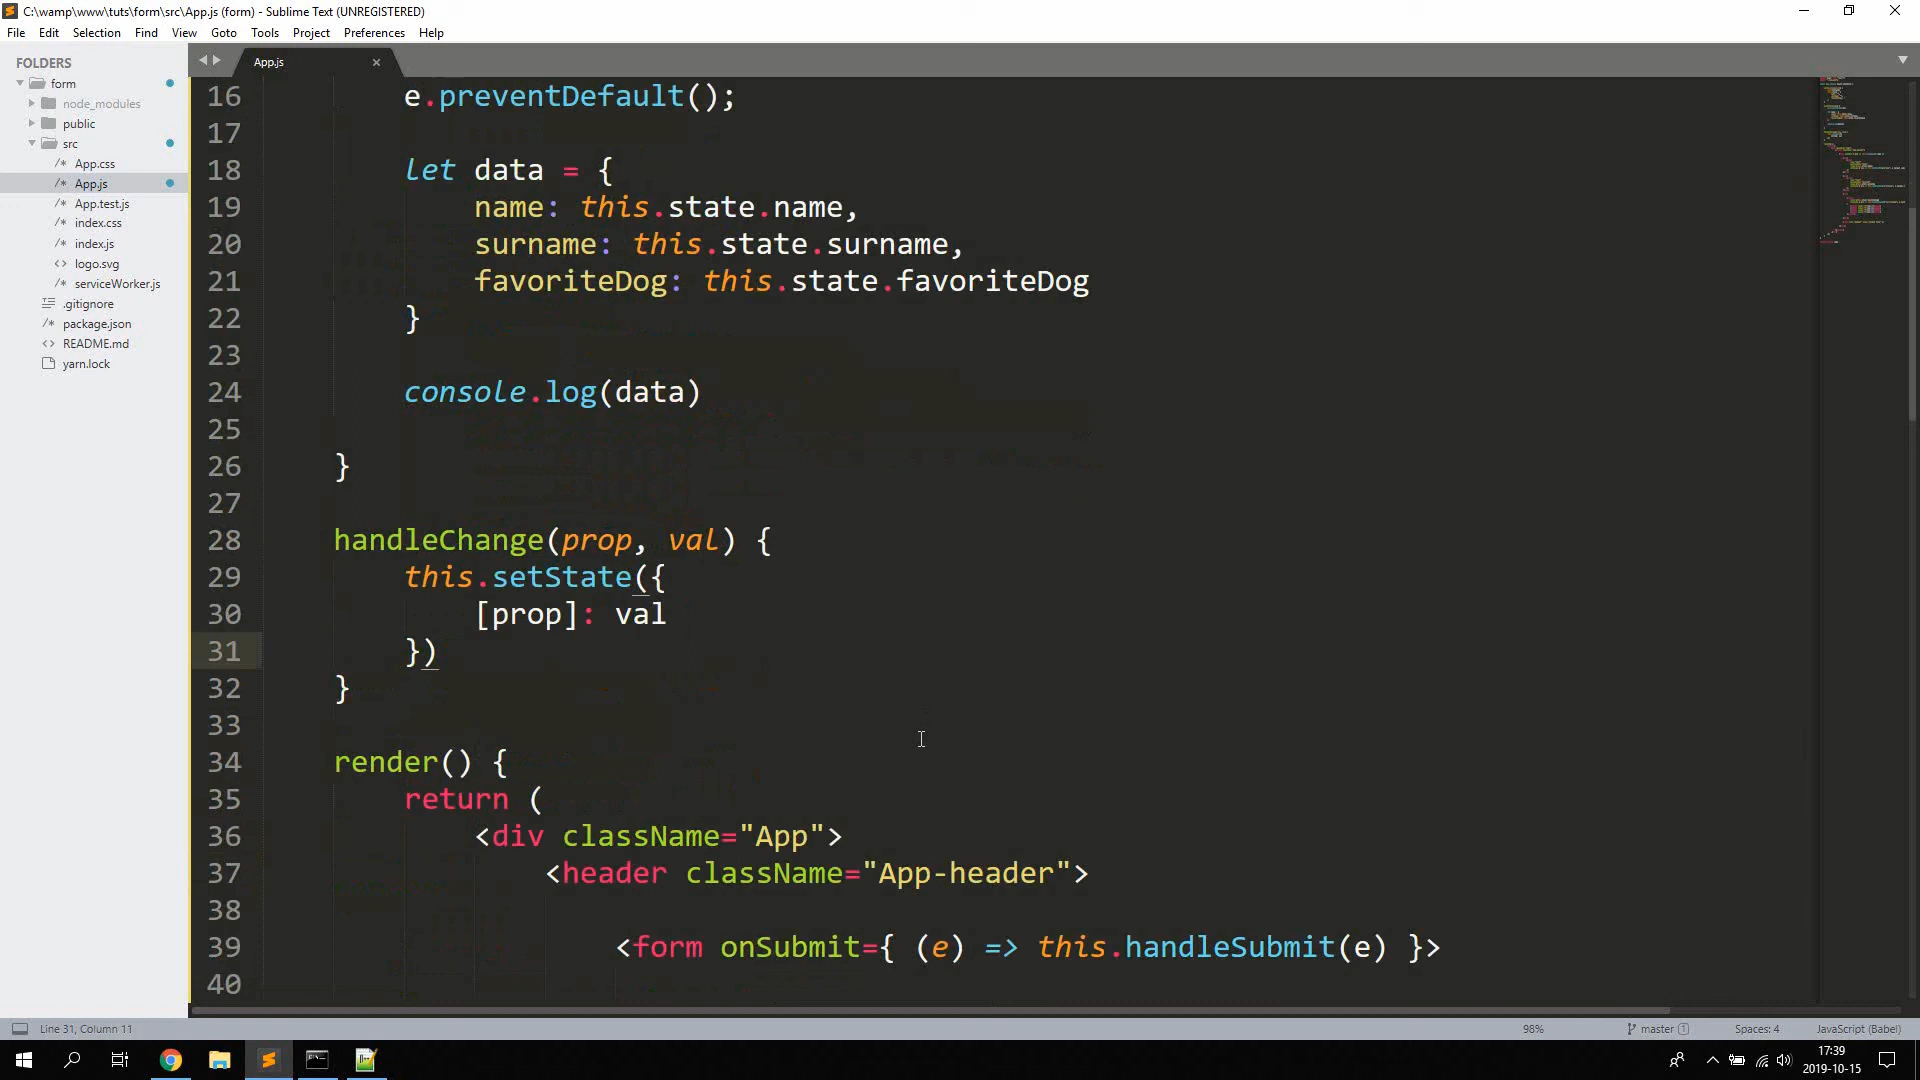 C:\wamp\www\tuts\form\src\App.js (form) - Sublime Text (UNREGISTERED)
File Edit Selection Find View Goto Tools Project Preferences Help
FOLDERS
form
node_modules
public
src
/* App.css
/* App.js
/* App.test.js
/* index.css
/* index.js
<> logo.svg
/* serviceWorker.js
.gitignore
/* package.json
<> README.md
yarn.lock
App.js
16 e.preventDefault();
17
18 let data = {
19 name: this.state.name,
20 surname: this.state.surname,
21 favoriteDog: this.state.favoriteDog
22 }
23
24 console.log(data)
25
26 }
27
28 handleChange(prop, val) {
29 this.setState({
30 [prop]: val
31 })
32 }
33
34 render() {
35 return (
36 <div className="App">
37 <header className="App-header">
38
39 <form onSubmit={ (e) => this.handleSubmit(e) }>
40
Line 31, Column 11
98%
master 1
Spaces: 4
JavaScript (Babel)
17:39
2019-10-15